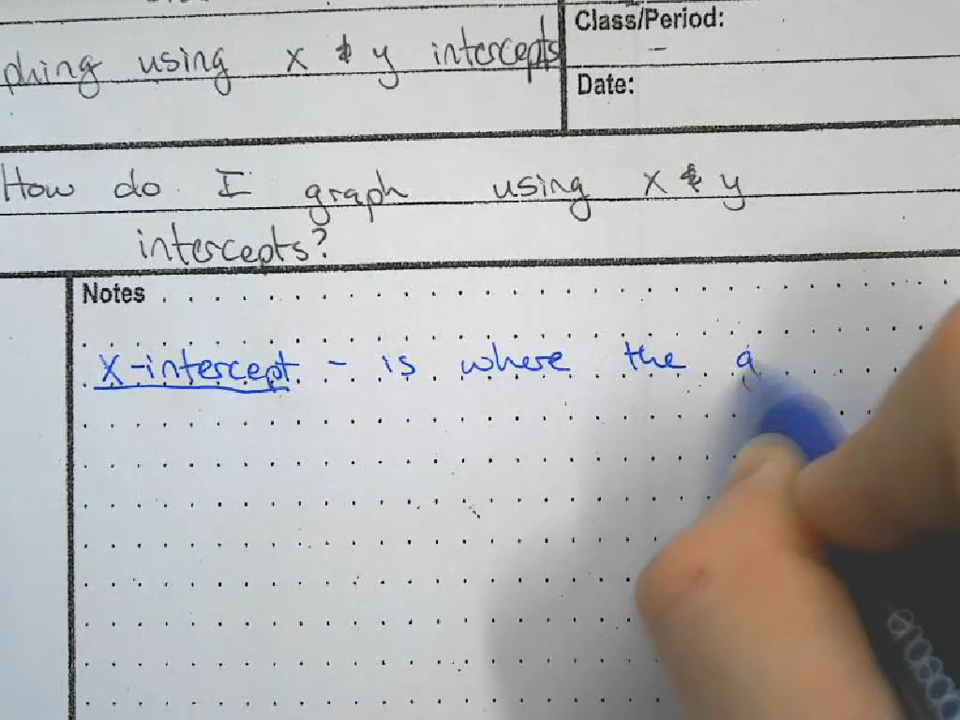 phing using x & y intercepts
Class/Period:
Date:
How do I graph using x & y
intercepts?
Notes
x-intercept - is where the g